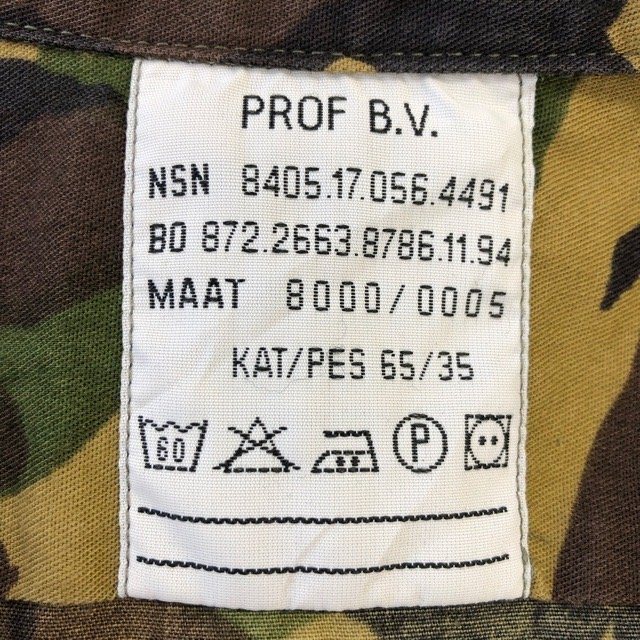 PROF B.V.
NSN 8405.17.056.4491
BO 872.2663.8786.11.94
MAAT 8000/0005
KAT/PES 65/35
60 P